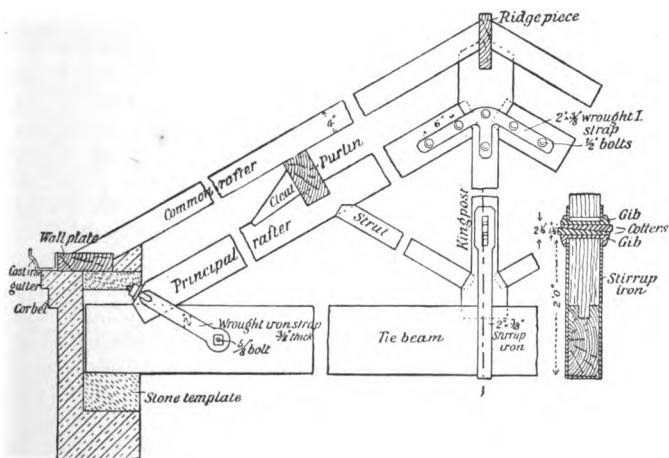 Ridge piece
4"
6"
2" · ⅜" wrought I.
strap
½" bolts
Purlin
Cleat
Common rafter
Wall plate
Cast iron
gutter
Corbel
Principal rafter
Strut
Kingpost
Gib
Cotters
Gib
Stirrup
iron
2'0"
2"
Wrought iron strap
⅜ thick
⅝ bolt
Tie beam
2" · ⅜"
Stirrup
iron
Stone template